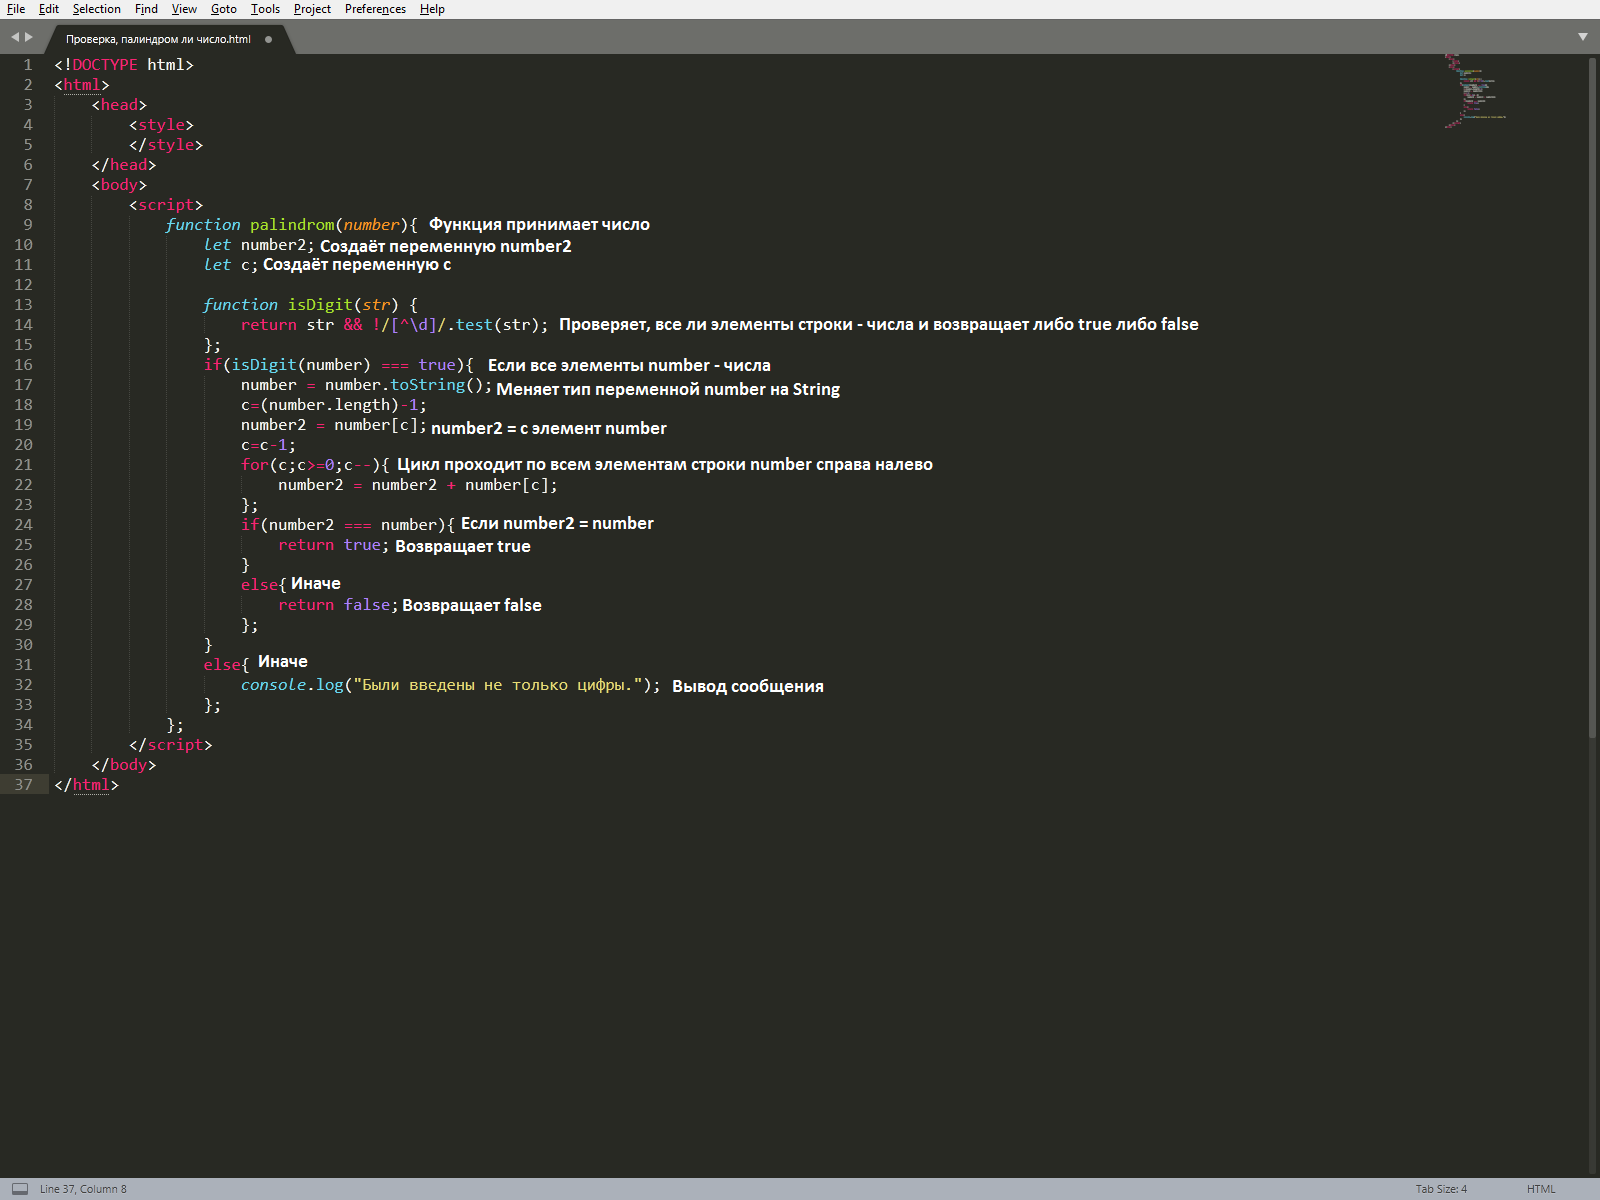 File Edit Selection Find View Goto Tools Project Preferences Help
Проверка, палиндром ли число.html
1 <!DOCTYPE html>
2 <html>
3 <head>
4 <style>
5 </style>
6 </head>
7 <body>
8 <script>
9 function palindrom(number){ Функция принимает число
10 let number2; Создаёт переменную number2
11 let c; Создаёт переменную c
12
13 function isDigit(str) {
14 return str && !/[^\d]/.test(str); Проверяет, все ли элементы строки - числа и возвращает либо true либо false
15 };
16 if(isDigit(number) === true){ Если все элементы number - числа
17 number = number.toString(); Меняет тип переменной number на String
18 c=(number.length)-1;
19 number2 = number[c]; number2 = c элемент number
20 c=c-1;
21 for(c;c>=0;c--){ Цикл проходит по всем элементам строки number справа налево
22 number2 = number2 + number[c];
23 };
24 if(number2 === number){ Если number2 = number
25 return true; Возвращает true
26 }
27 else{ Иначе
28 return false; Возвращает false
29 };
30 }
31 else{ Иначе
32 console.log("Были введены не только цифры."); Вывод сообщения
33 };
34 };
35 </script>
36 </body>
37 </html>
Line 37, Column 8 Tab Size: 4 HTML